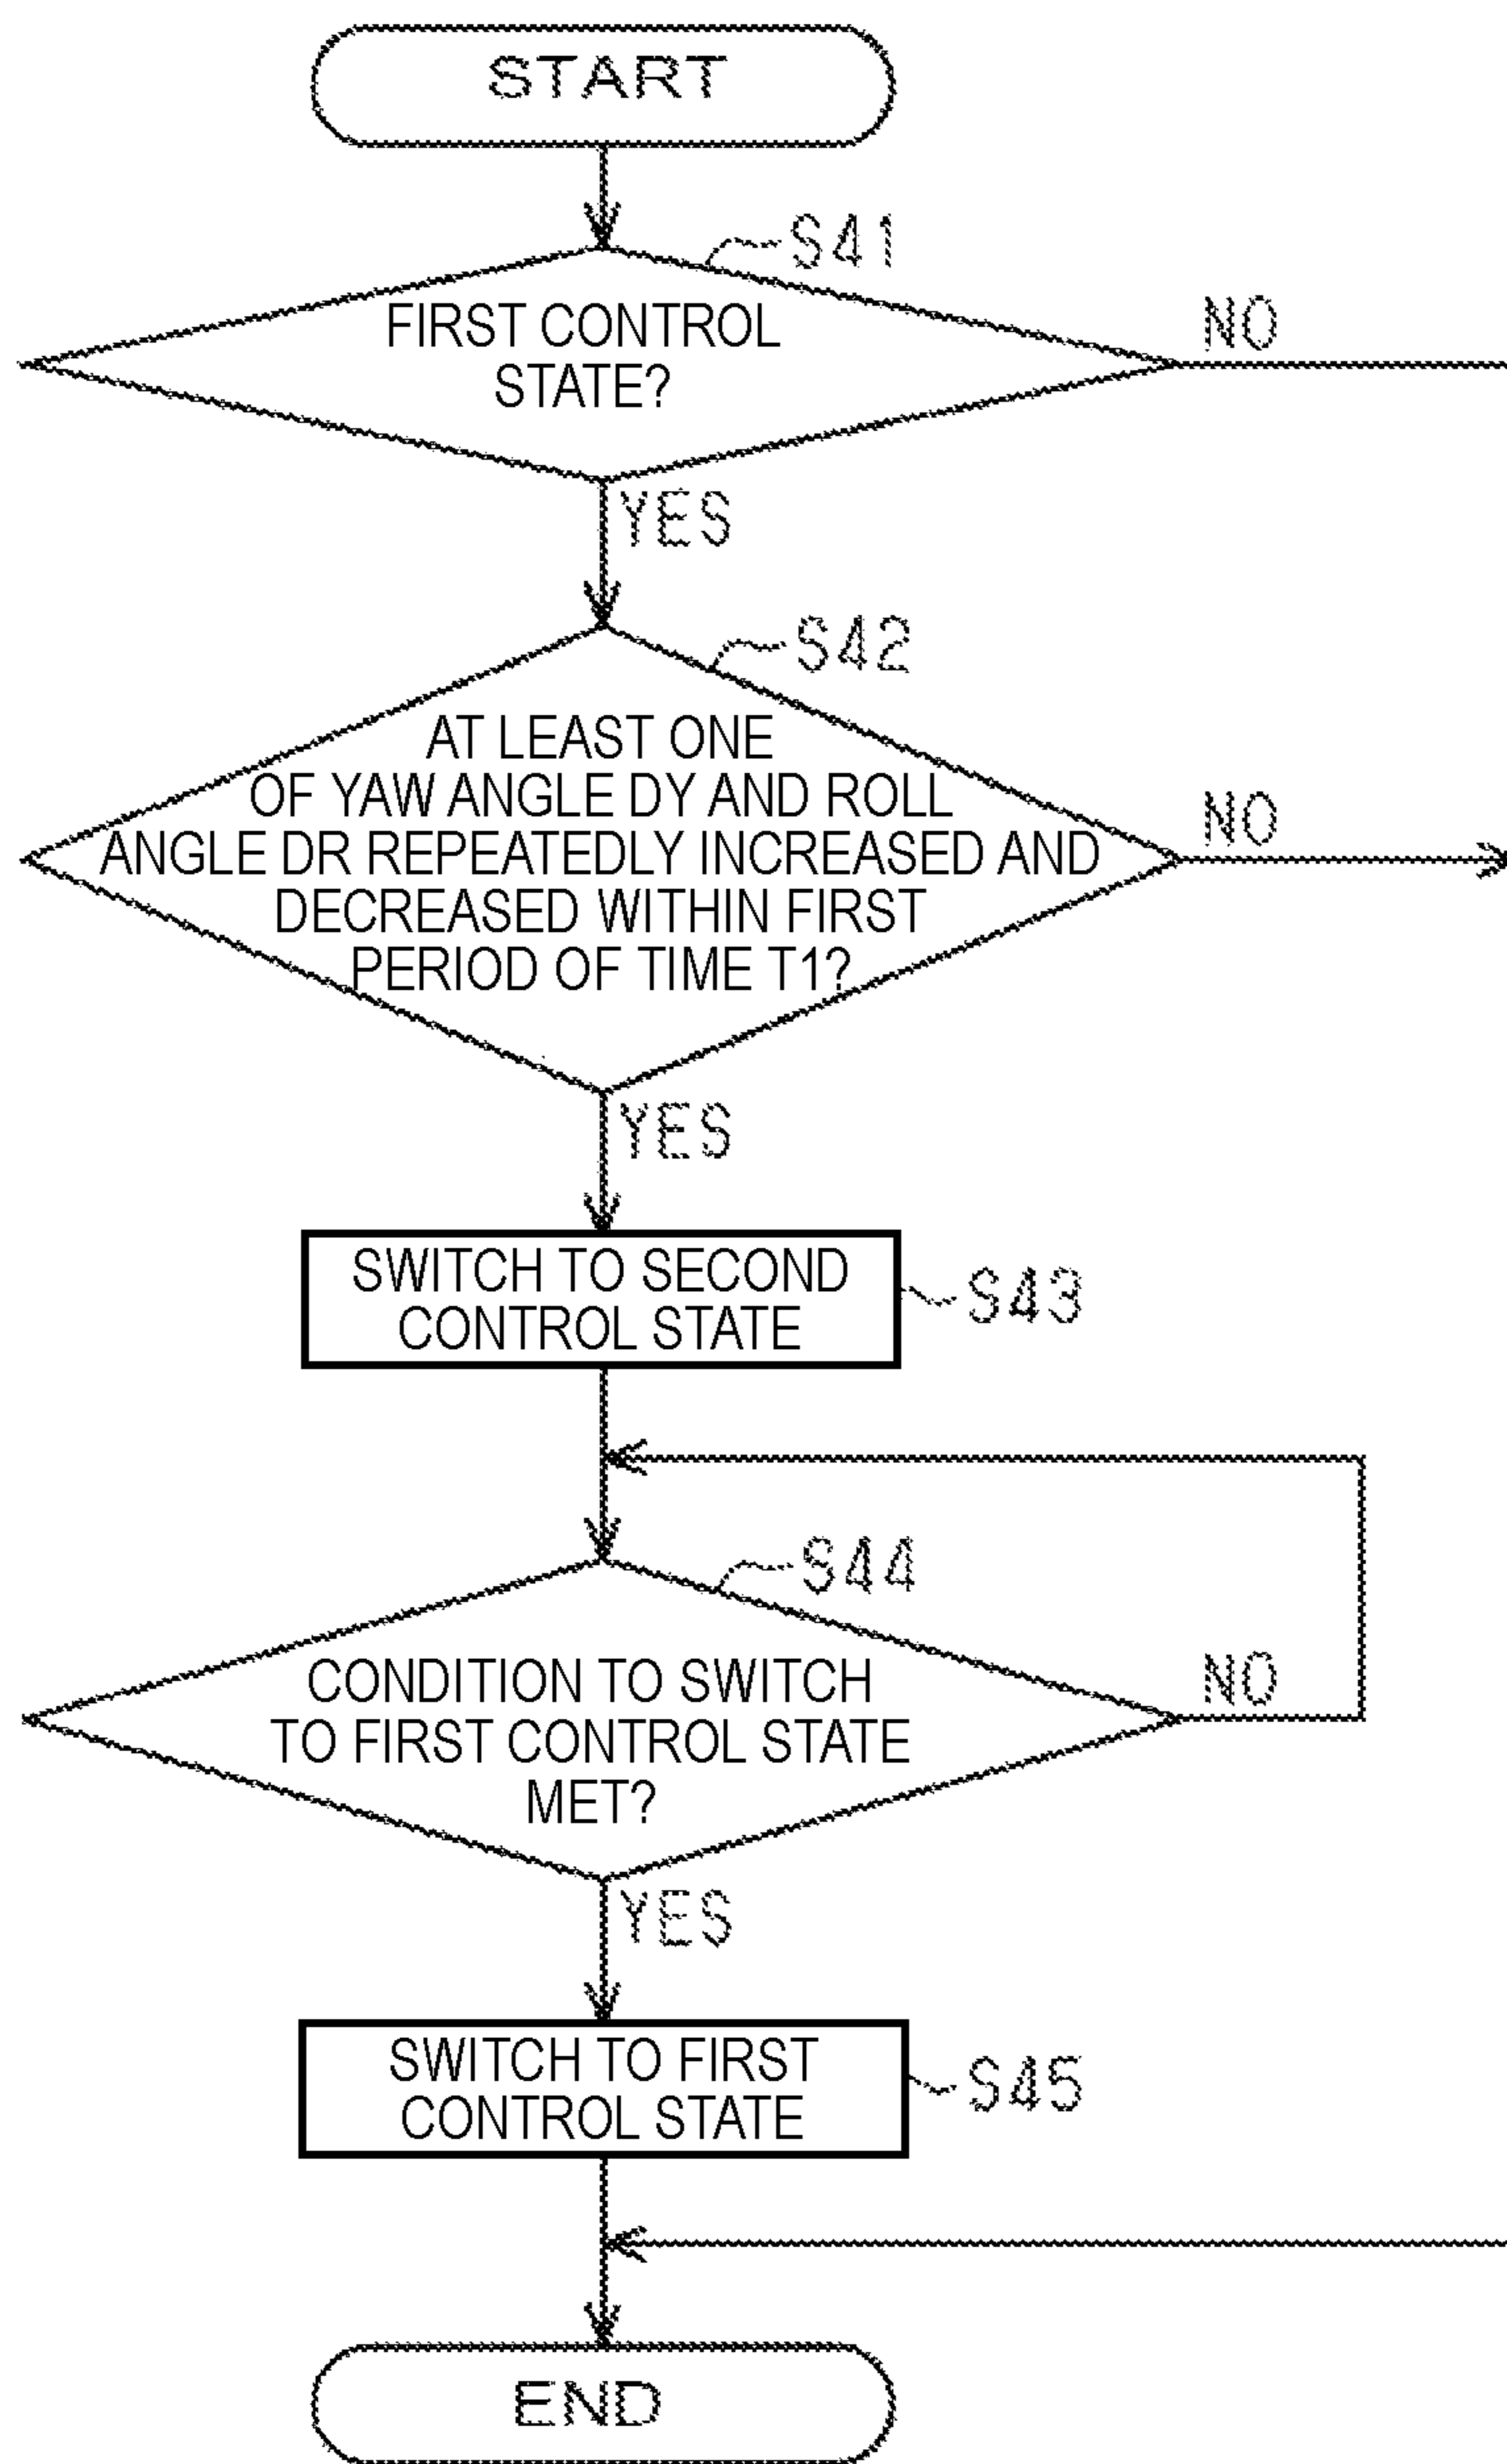 START
S41
FIRST CONTROL
STATE?
NO
YES
S42
AT LEAST ONE
OF YAW ANGLE DY AND ROLL
ANGLE DR REPEATEDLY INCREASED AND
DECREASED WITHIN FIRST
PERIOD OF TIME T1?
NO
YES
SWITCH TO SECOND
CONTROL STATE
S43
S44
CONDITION TO SWITCH
TO FIRST CONTROL STATE
MET?
NO
YES
SWITCH TO FIRST
CONTROL STATE
S45
END